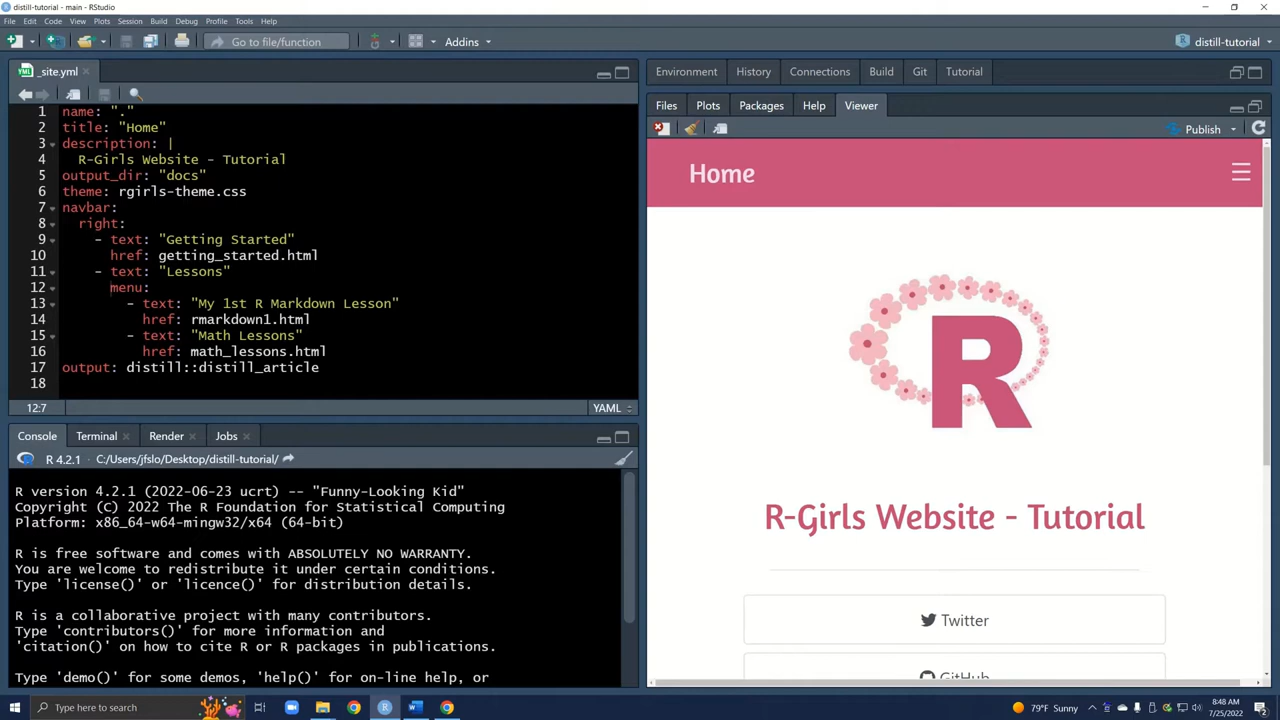 distill-tutorial - main - RStudio
File Edit Code View Plots Session Build Debug Profile Tools Help
Go to file/function Addins distill-tutorial
_site.yml
1 name: "."
2 title: "Home"
3 description: |
4 R-Girls Website - Tutorial
5 output_dir: "docs"
6 theme: rgirls-theme.css
7 navbar:
8 right:
9 - text: "Getting Started"
10 href: getting_started.html
11 - text: "Lessons"
12 menu:
13 - text: "My 1st R Markdown Lesson"
14 href: rmarkdown1.html
15 - text: "Math Lessons"
16 href: math_lessons.html
17 output: distill::distill_article
18
12:7 YAML
Console Terminal Render Jobs
R 4.2.1 · C:/Users/jfslo/Desktop/distill-tutorial/
R version 4.2.1 (2022-06-23 ucrt) -- "Funny-Looking Kid"
Copyright (C) 2022 The R Foundation for Statistical Computing
Platform: x86_64-w64-mingw32/x64 (64-bit)
R is free software and comes with ABSOLUTELY NO WARRANTY.
You are welcome to redistribute it under certain conditions.
Type 'license()' or 'licence()' for distribution details.
R is a collaborative project with many contributors.
Type 'contributors()' for more information and
'citation()' on how to cite R or R packages in publications.
Type 'demo()' for some demos, 'help()' for on-line help, or
Environment History Connections Build Git Tutorial
Files Plots Packages Help Viewer
Publish
Home
R
R-Girls Website - Tutorial
Twitter
GitHub
Type here to search
79°F Sunny
8:48 AM
7/25/2022
2